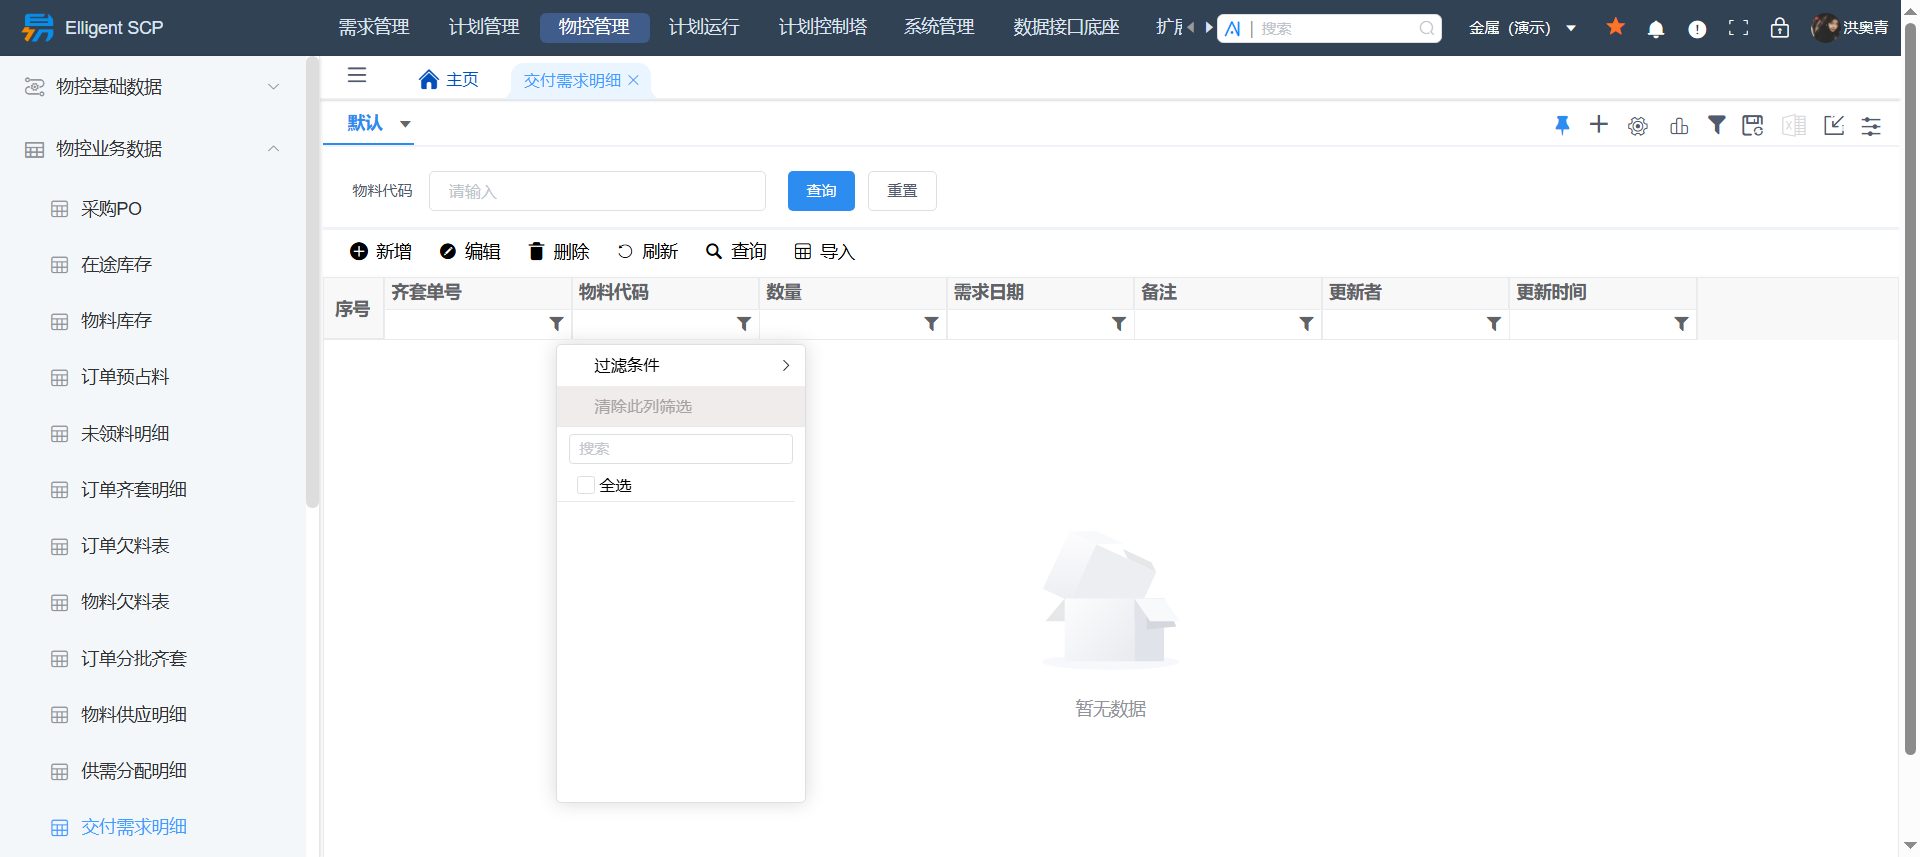 Elligent SCP
需求管理
计划管理
物控管理
计划运行
计划控制塔
系统管理
数据接口底座
AI | 搜索
金属（演示）
洪奥青
物控基础数据
物控业务数据
采购PO
在途库存
物料库存
订单预占料
未领料明细
订单齐套明细
订单欠料表
物料欠料表
订单分批齐套
物料供应明细
供需分配明细
交付需求明细
主页
交付需求明细
默认
物料代码
请输入
查询
重置
新增
编辑
删除
刷新
查询
导入
序号
齐套单号
物料代码
数量
需求日期
备注
更新者
更新时间
过滤条件
清除此列筛选
搜索
全选
暂无数据